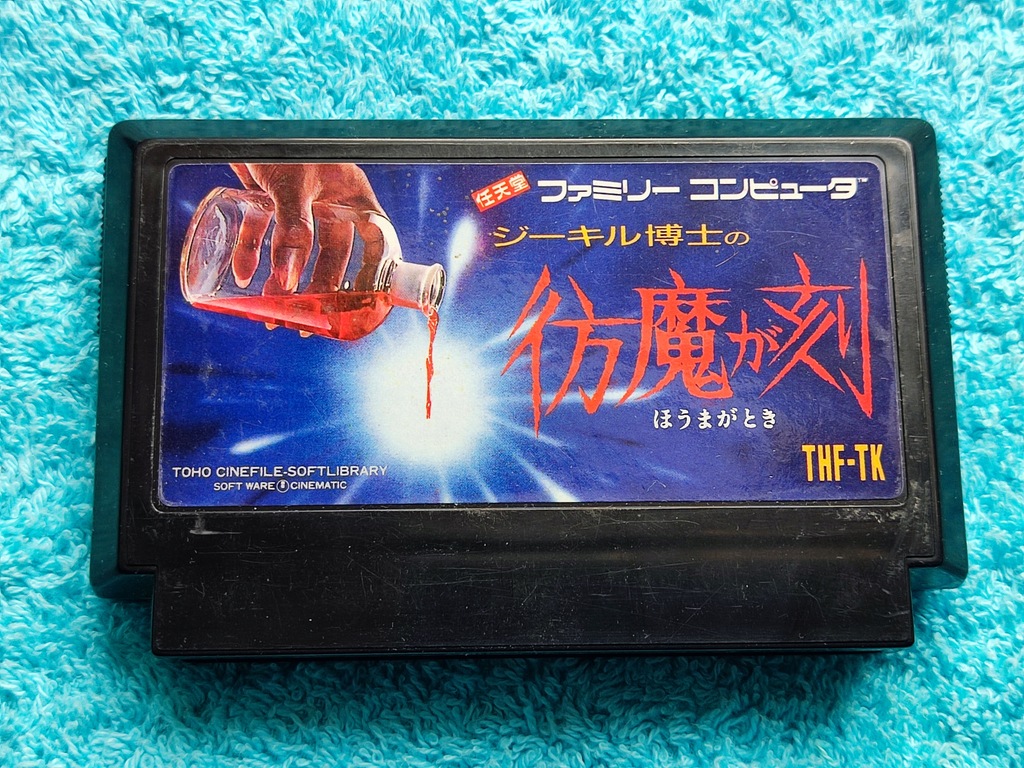 任天堂 ファミリー コンピュータ™
ジーキル博士の
彷魔が刻
ほうまがとき
THF-TK
TOHO CINEFILE-SOFTLIBRARY
SOFT WARE CINEMATIC